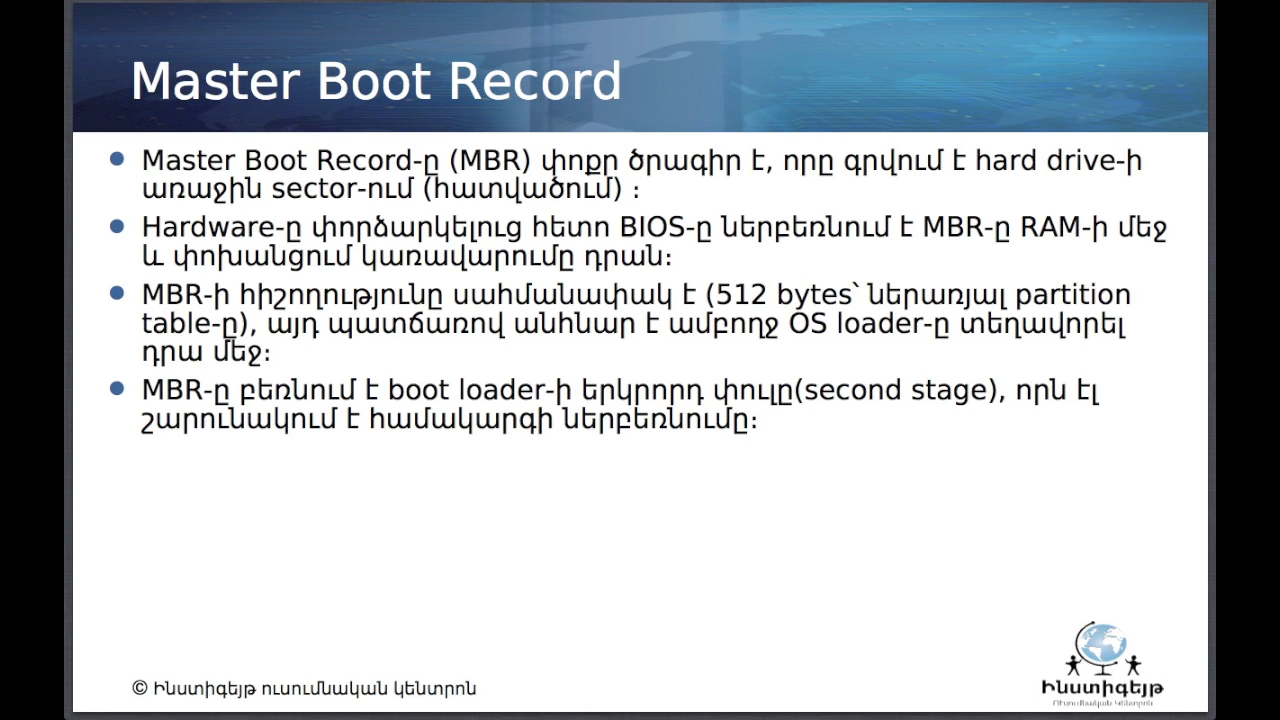 Master Boot Record
Master Boot Record-ը (MBR) փոքր ծրագիր է, որը գրվում է hard drive-ի
առաջին sector-ում (հատվածում) ։
Hardware-ը փորձարկելուց հետո BIOS-ը ներբեռնում է MBR-ը RAM-ի մեջ
և փոխանցում կառավարումը դրան։
MBR-ի հիշողությունը սահմանափակ է (512 bytes՝ ներառյալ partition
table-ը), այդ պատճառով անհնար է ամբողջ OS loader-ը տեղավորել
դրա մեջ։
MBR-ը բեռնում է boot loader-ի երկրորդ փուլը(second stage), որն էլ
շարունակում է համակարգի ներբեռնումը։
© Ինստիգեյթ ուսումնական կենտրոն
Ինստիգեյթ
Ուսումնական Կենտրոն